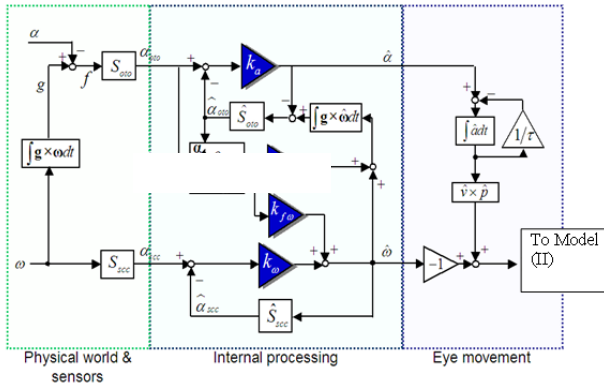 α
g
f
S_oto
α_oto
k_a
α̂
α̂_oto
Ŝ_oto
∫g × ω̂dt
∫âdt
1/τ
∫g × ωdt
v̂ × p̂
k_fω
ω
S_scc
α_scc
k_ω
ω̂
-1
To Model
(II)
α̂_scc
Ŝ_scc
Physical world &
sensors
Internal processing
Eye movement